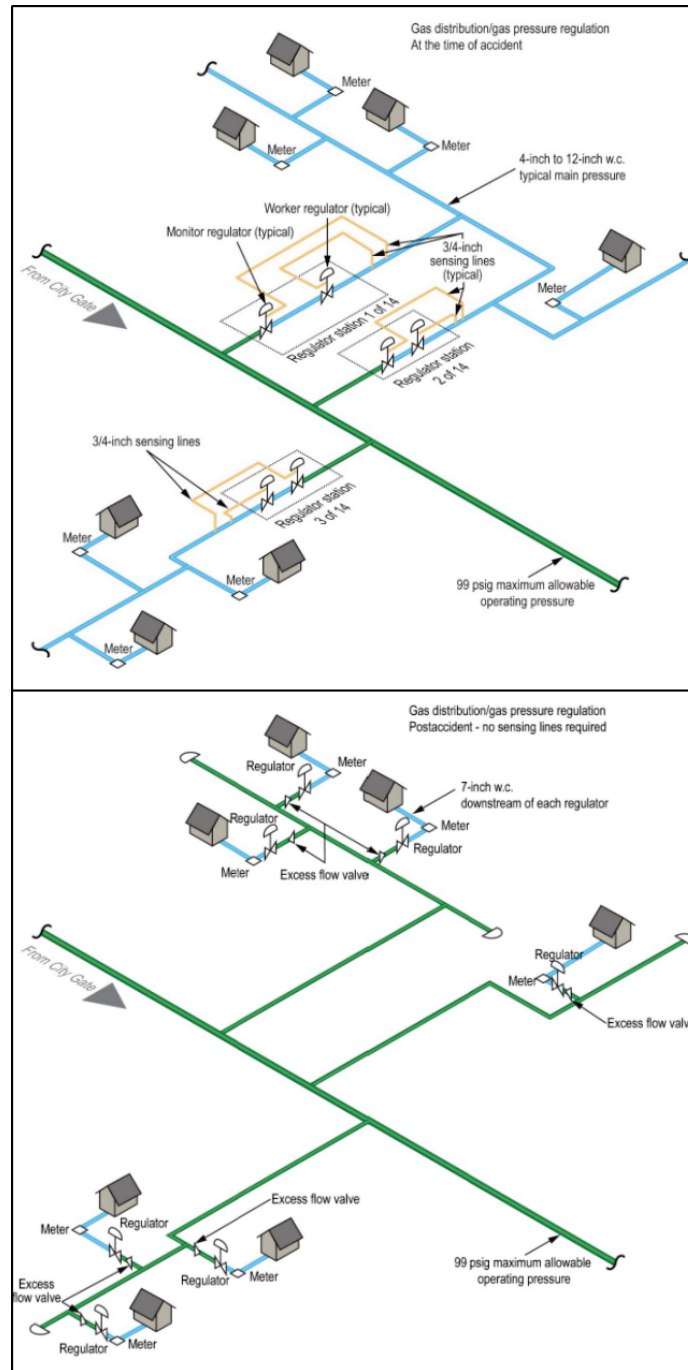 Gas distribution/gas pressure regulation
At the time of accident
Meter
Meter
Meter
4-inch to 12-inch w.c.
typical main pressure
Worker regulator (typical)
Monitor regulator (typical)
3/4-inch
sensing lines
(typical)
Meter
From City Gate
Regulator station 1 of 14
Regulator station
2 of 14
3/4-inch sensing lines
Regulator station
3 of 14
Meter
Meter
Meter
99 psig maximum allowable
operating pressure
Gas distribution/gas pressure regulation
Postaccident - no sensing lines required
Regulator
Meter
7-inch w.c.
downstream of each regulator
Regulator
Meter
Regulator
Meter
Excess flow valve
From City Gate
Regulator
Meter
Excess flow valv
Excess flow valve
Regulator
Meter
Regulator
Meter
Excess
flow valve
Regulator
Meter
99 psig maximum allowable
operating pressure